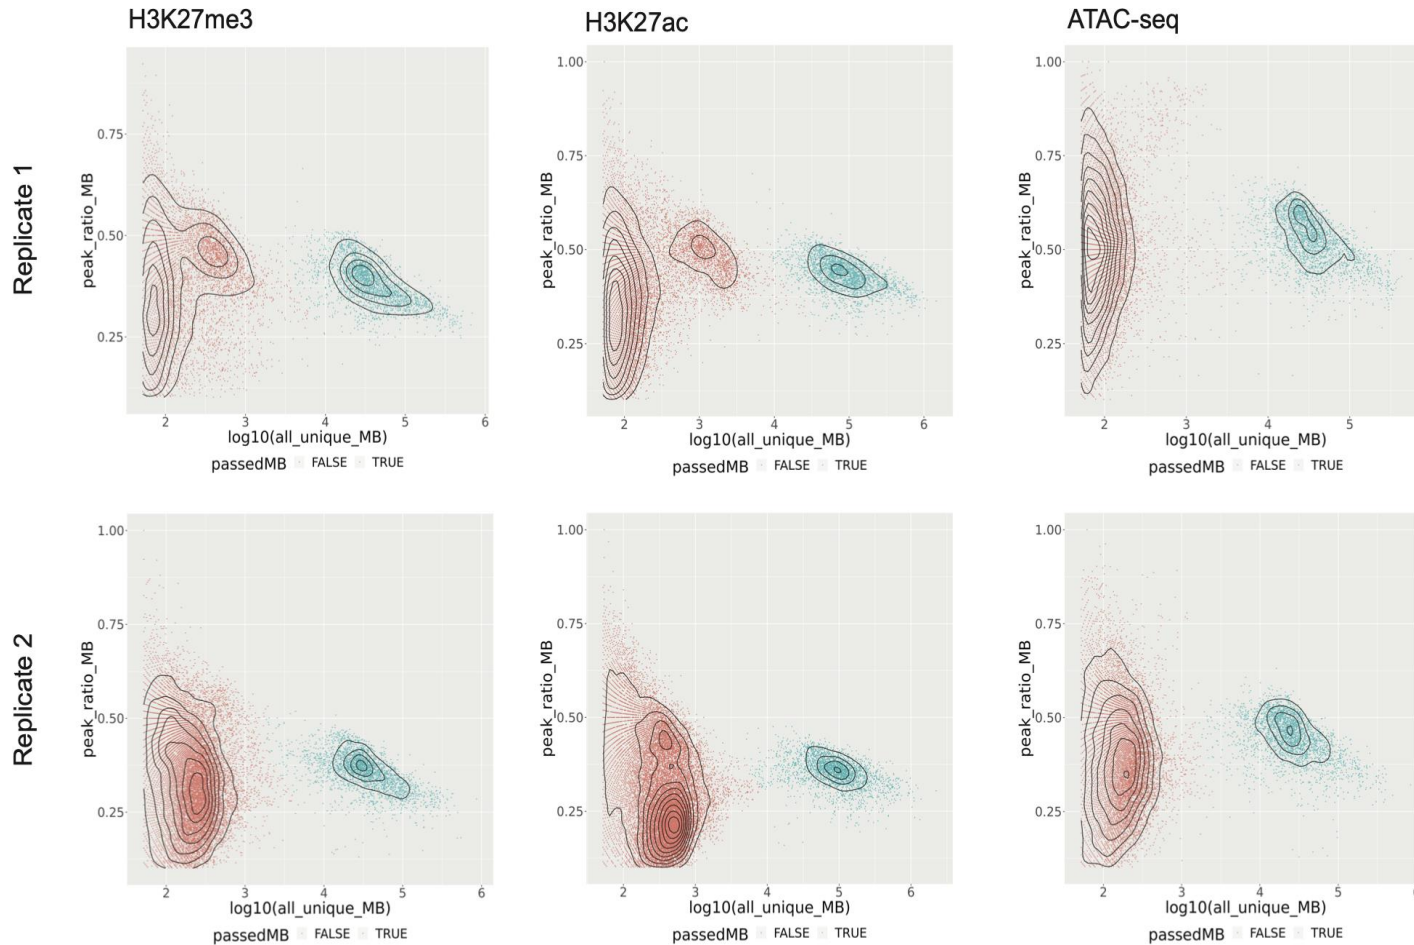 H3K27me3 H3K27ac ATAC-seq
Replicate 1
peak_ratio_MB
0.75
0.50
0.25
2 3 4 5 6
log10(all_unique_MB)
passedMB FALSE TRUE
peak_ratio_MB
1.00
0.75
0.50
0.25
2 3 4 5 6
log10(all_unique_MB)
passedMB FALSE TRUE
peak_ratio_MB
1.00
0.75
0.50
0.25
2 3 4 5
log10(all_unique_MB)
passedMB FALSE TRUE
Replicate 2
peak_ratio_MB
1.00
0.75
0.50
0.25
2 3 4 5 6
log10(all_unique_MB)
passedMB FALSE TRUE
peak_ratio_MB
1.00
0.75
0.50
0.25
2 3 4 5 6
log10(all_unique_MB)
passedMB FALSE TRUE
peak_ratio_MB
1.00
0.75
0.50
0.25
2 3 4 5
log10(all_unique_MB)
passedMB FALSE TRUE